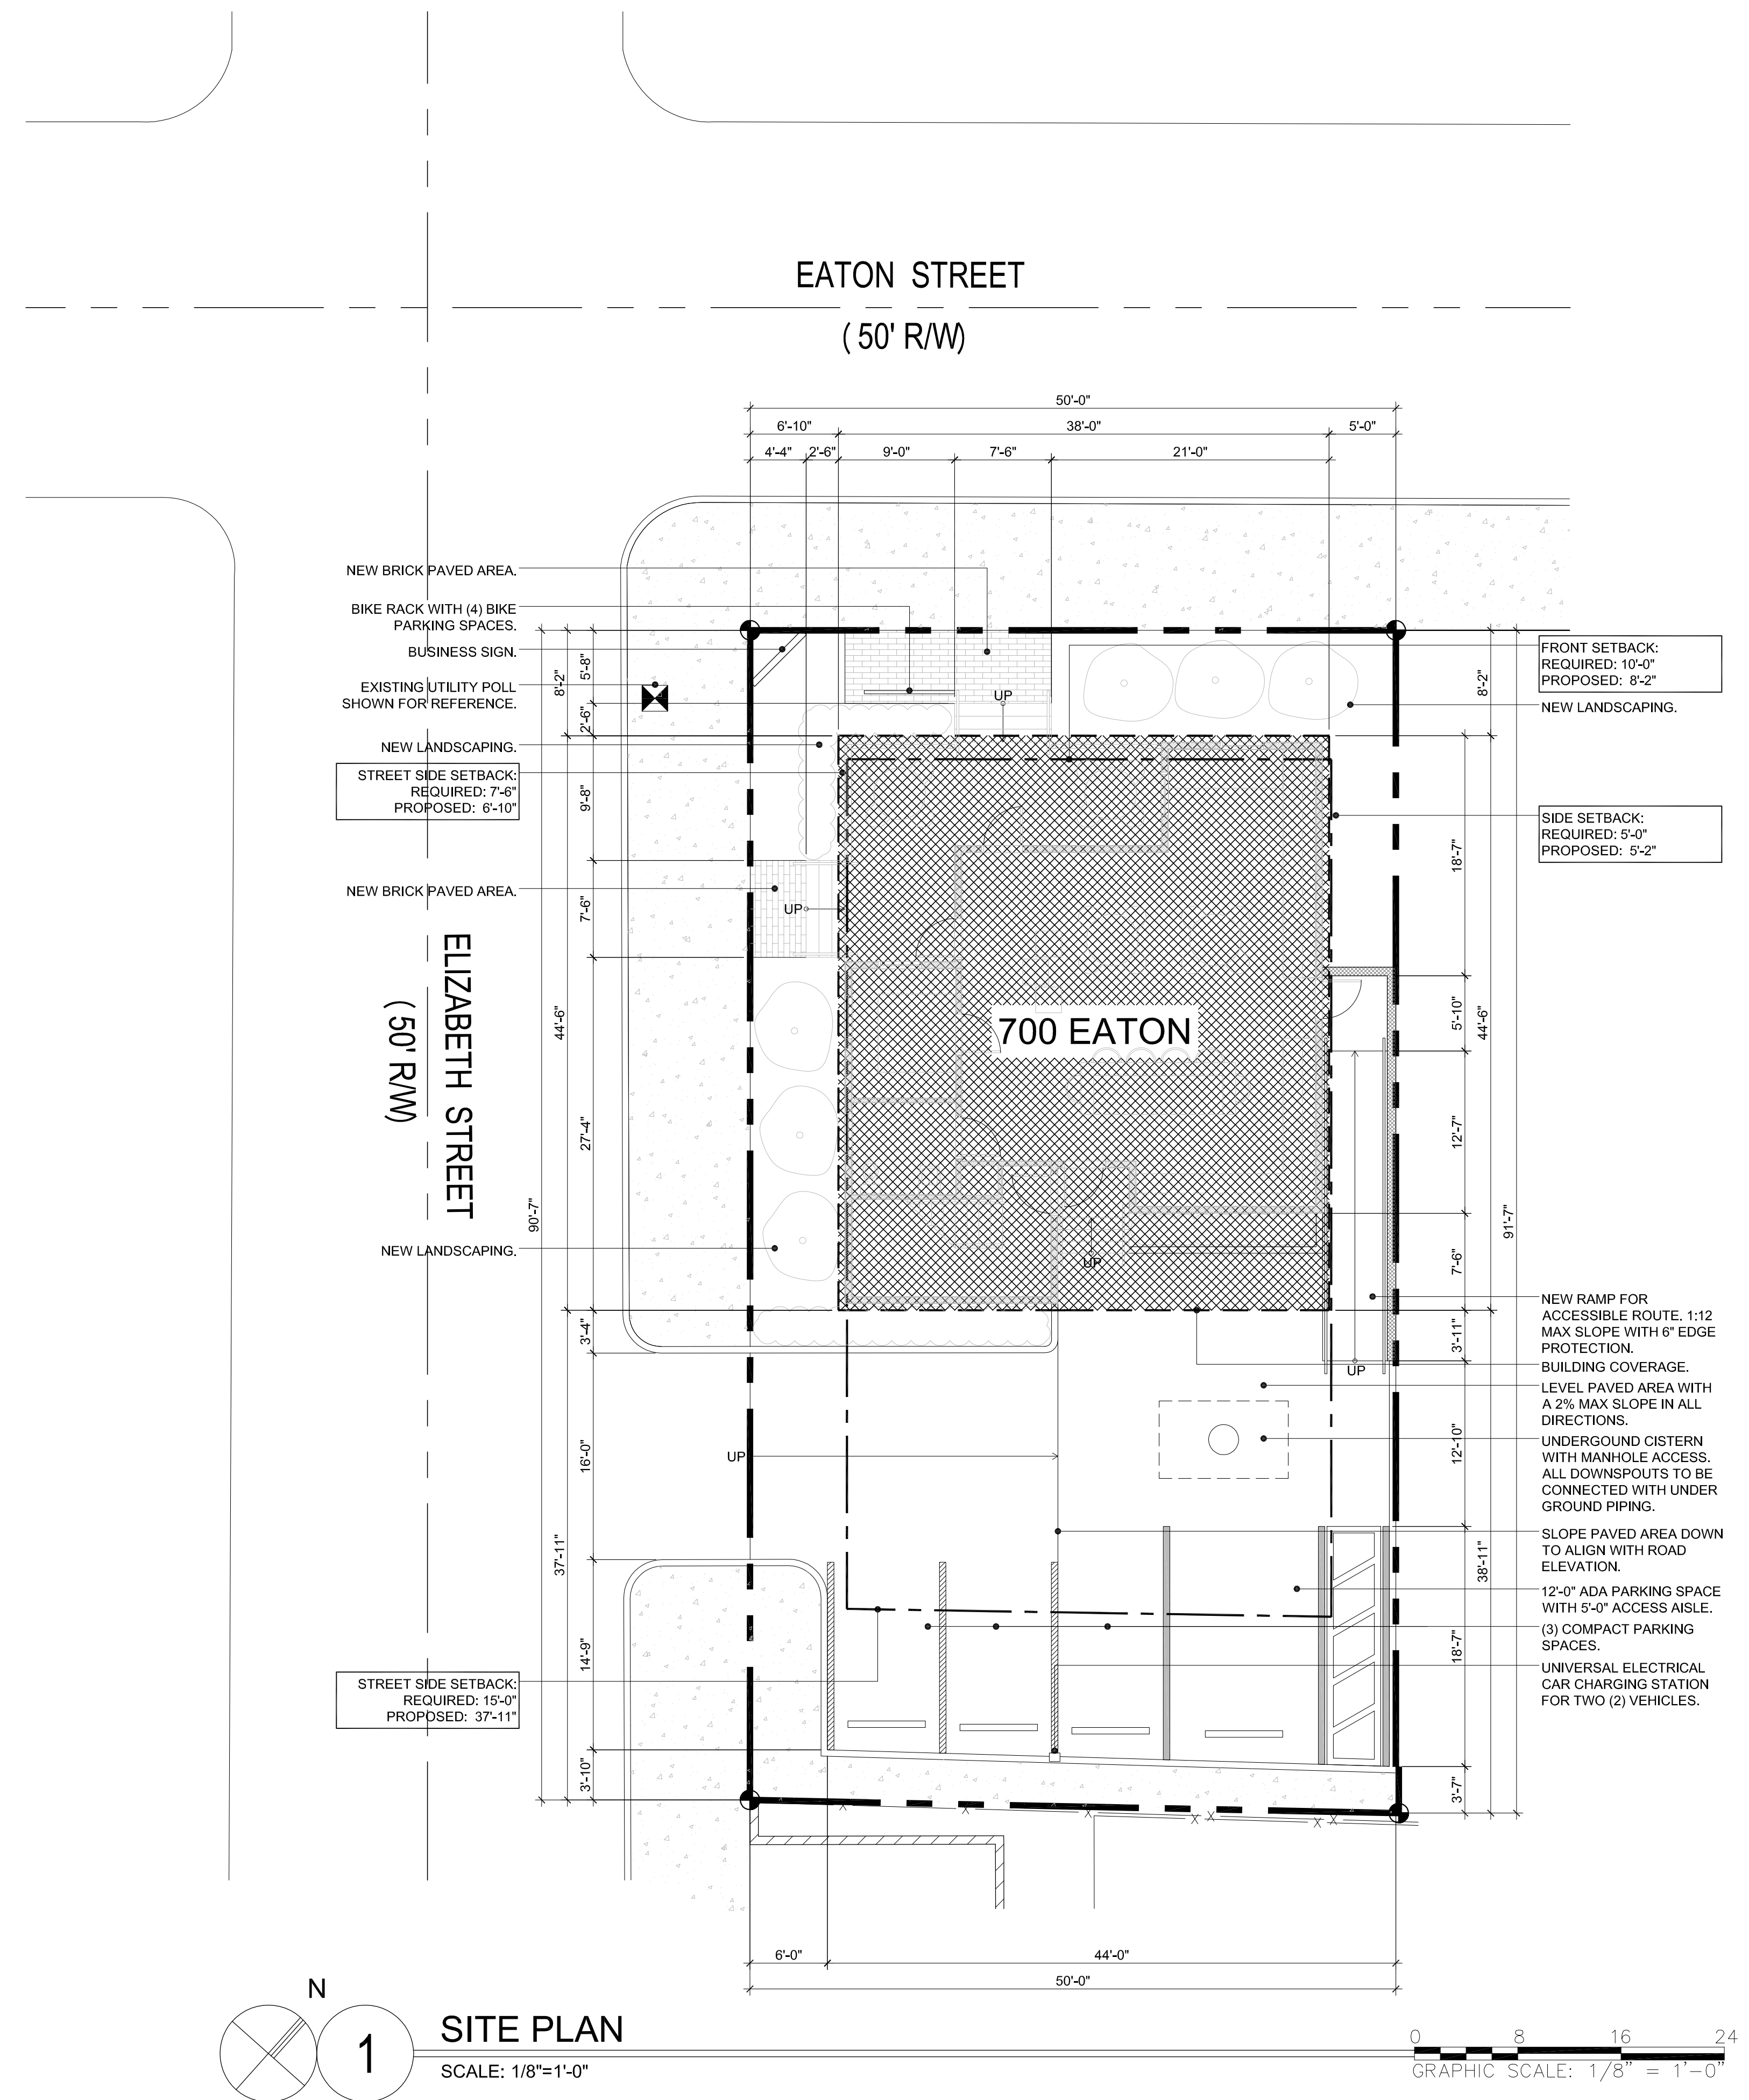 EATON STREET
( 50' R/W)
50'-0"
6'-10"
38'-0"
5'-0"
4'-4"
2'-6"
9'-0"
7'-6"
21'-0"
NEW BRICK PAVED AREA.
BIKE RACK WITH (4) BIKE
PARKING SPACES.
BUSINESS SIGN.
EXISTING UTILITY POLL
SHOWN FOR REFERENCE.
NEW LANDSCAPING.
STREET SIDE SETBACK:
REQUIRED: 7'-6"
PROPOSED: 6'-10"
NEW BRICK PAVED AREA.
ELIZABETH STREET
( 50' R/W)
NEW LANDSCAPING.
STREET SIDE SETBACK:
REQUIRED: 15'-0"
PROPOSED: 37'-11"
90'-7"
8'-2"
44'-6"
37'-11"
5'-8"
2'-6"
9'-8"
7'-6"
27'-4"
3'-4"
16'-0"
14'-9"
3'-10"
UP
UP
700 EATON
UP
UP
UP
8'-2"
18'-7"
5'-10"
44'-6"
12'-7"
91'-7"
7'-6"
3'-11"
12'-10"
38'-11"
18'-7"
3'-7"
FRONT SETBACK:
REQUIRED: 10'-0"
PROPOSED: 8'-2"
NEW LANDSCAPING.
SIDE SETBACK:
REQUIRED: 5'-0"
PROPOSED: 5'-2"
NEW RAMP FOR
ACCESSIBLE ROUTE. 1:12
MAX SLOPE WITH 6" EDGE
PROTECTION.
BUILDING COVERAGE.
LEVEL PAVED AREA WITH
A 2% MAX SLOPE IN ALL
DIRECTIONS.
UNDERGOUND CISTERN
WITH MANHOLE ACCESS.
ALL DOWNSPOUTS TO BE
CONNECTED WITH UNDER
GROUND PIPING.
SLOPE PAVED AREA DOWN
TO ALIGN WITH ROAD
ELEVATION.
12'-0" ADA PARKING SPACE
WITH 5'-0" ACCESS AISLE.
(3) COMPACT PARKING
SPACES.
UNIVERSAL ELECTRICAL
CAR CHARGING STATION
FOR TWO (2) VEHICLES.
X X X X X X
6'-0"
44'-0"
50'-0"
N
1
SITE PLAN
SCALE: 1/8"=1'-0"
0 8 16 24
GRAPHIC SCALE: 1/8" = 1'-0"